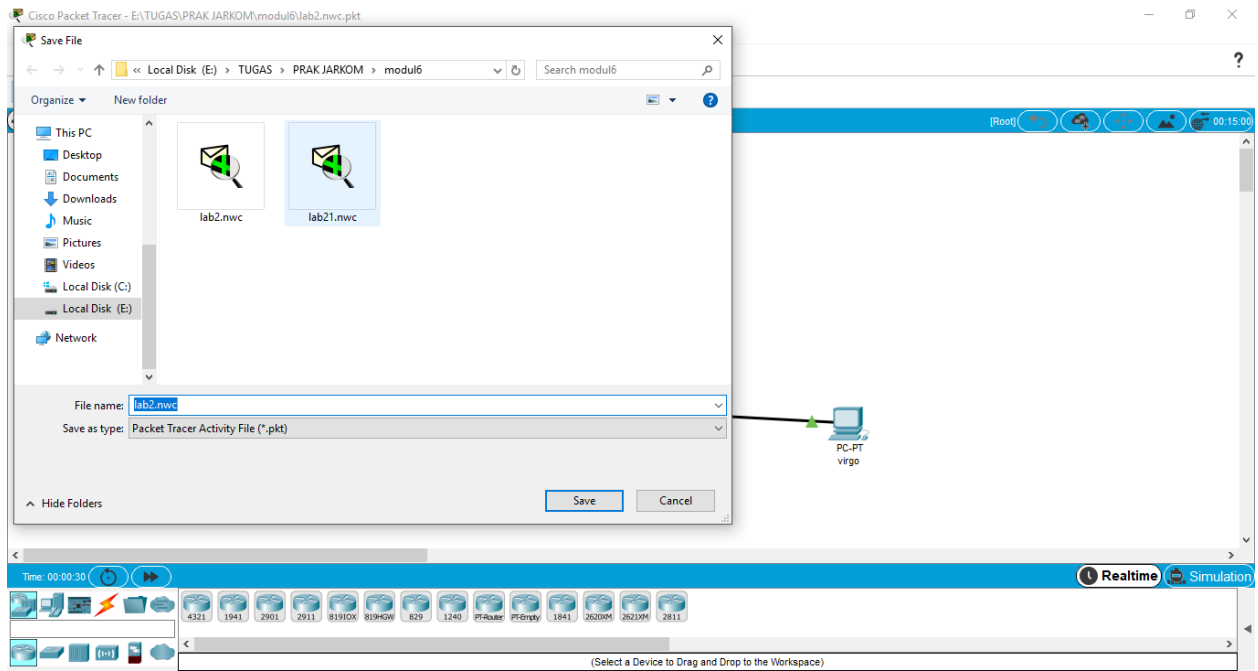 Cisco Packet Tracer - E:\TUGAS\PRAK JARKOM\modul6\lab2.nwc.pkt
Save File
« Local Disk (E:) › TUGAS › PRAK JARKOM › modul6
Search modul6
?
Organize
New folder
?
[Root]
00:15:00
This PC
Desktop
Documents
Downloads
Music
Pictures
Videos
Local Disk (C:)
Local Disk (E:)
Network
lab2.nwc
lab21.nwc
File name: lab2.nwc
Save as type: Packet Tracer Activity File (*.pkt)
Hide Folders
Save
Cancel
PC-PT
virgo
Time: 00:00:30
Realtime
Simulation
4321 1941 2901 2911 819IOX 819HGW 829 1240 PT-Router PT-Empty 1841 2620XM 2621XM 2811
(Select a Device to Drag and Drop to the Workspace)